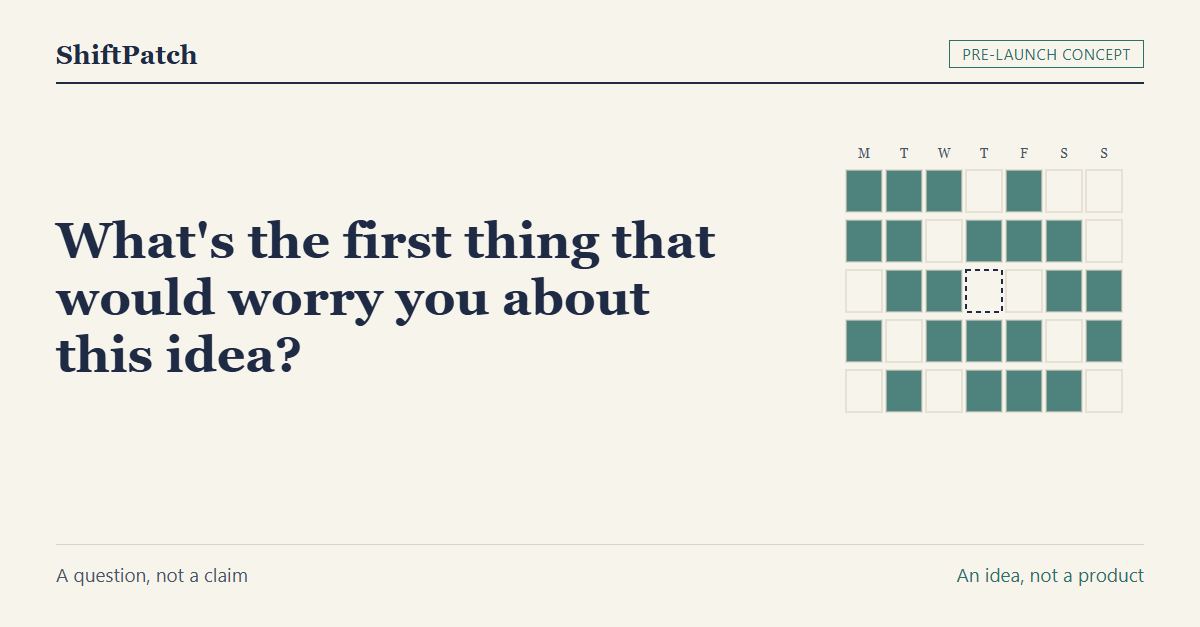 ShiftPatch
PRE-LAUNCH CONCEPT
What's the first thing that
would worry you about
this idea?
M T W T F S S
A question, not a claim
An idea, not a product